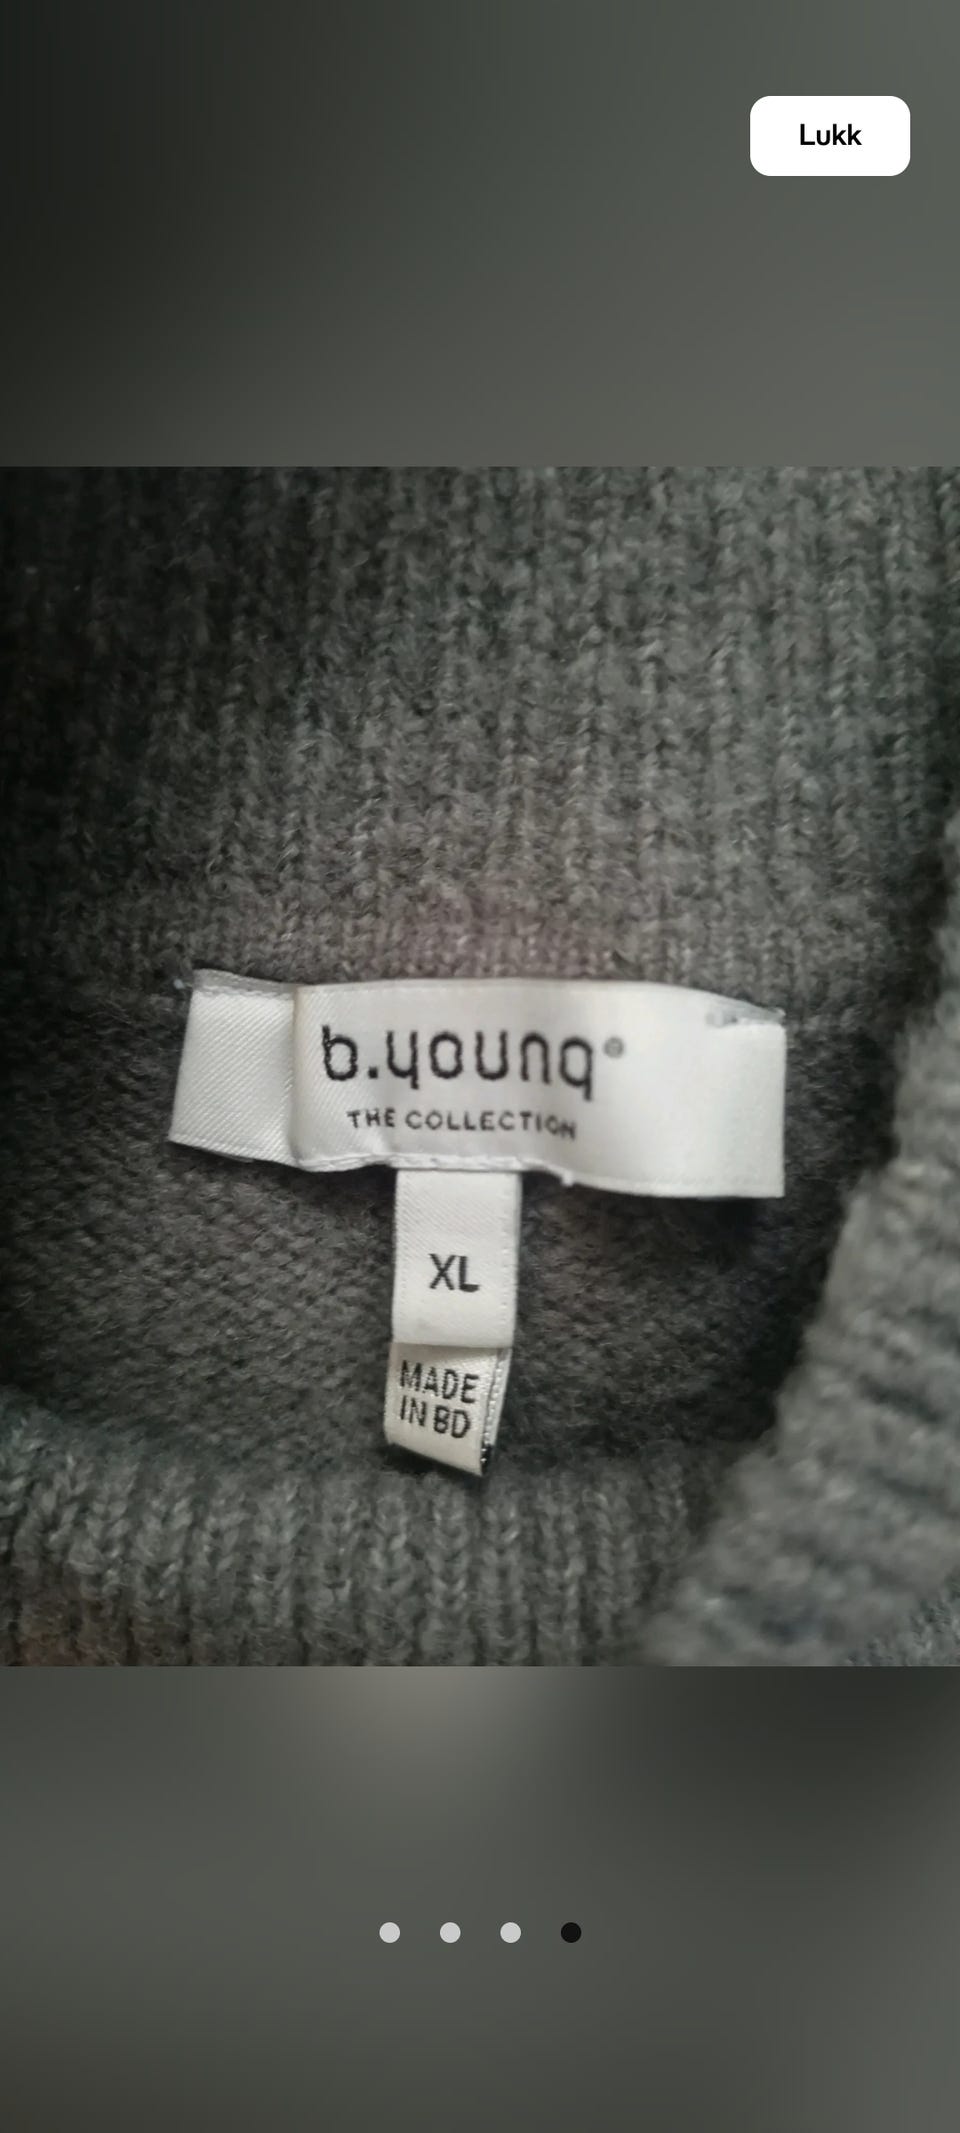 Lukk
b.young®
THE COLLECTION
XL
MADE
IN BD